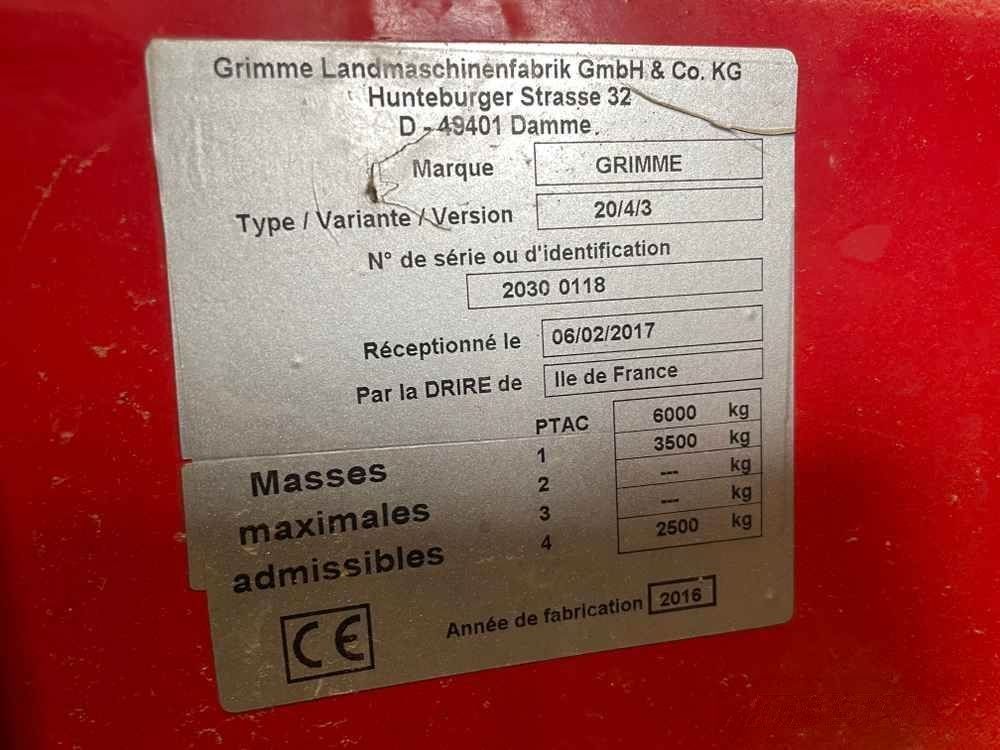 Grimme Landmaschinenfabrik GmbH & Co. KG
Hunteburger Strasse 32
D - 49401 Damme.
Marque GRIMME
Type / Variante / Version 20/4/3
N° de série ou d'identification
2030 0118
Réceptionné le 06/02/2017
Par la DRIRE de Ile de France
PTAC 6000 kg
1 3500 kg
Masses 2 --- kg
maximales 3 --- kg
admissibles 4 2500 kg
CE Année de fabrication 2016